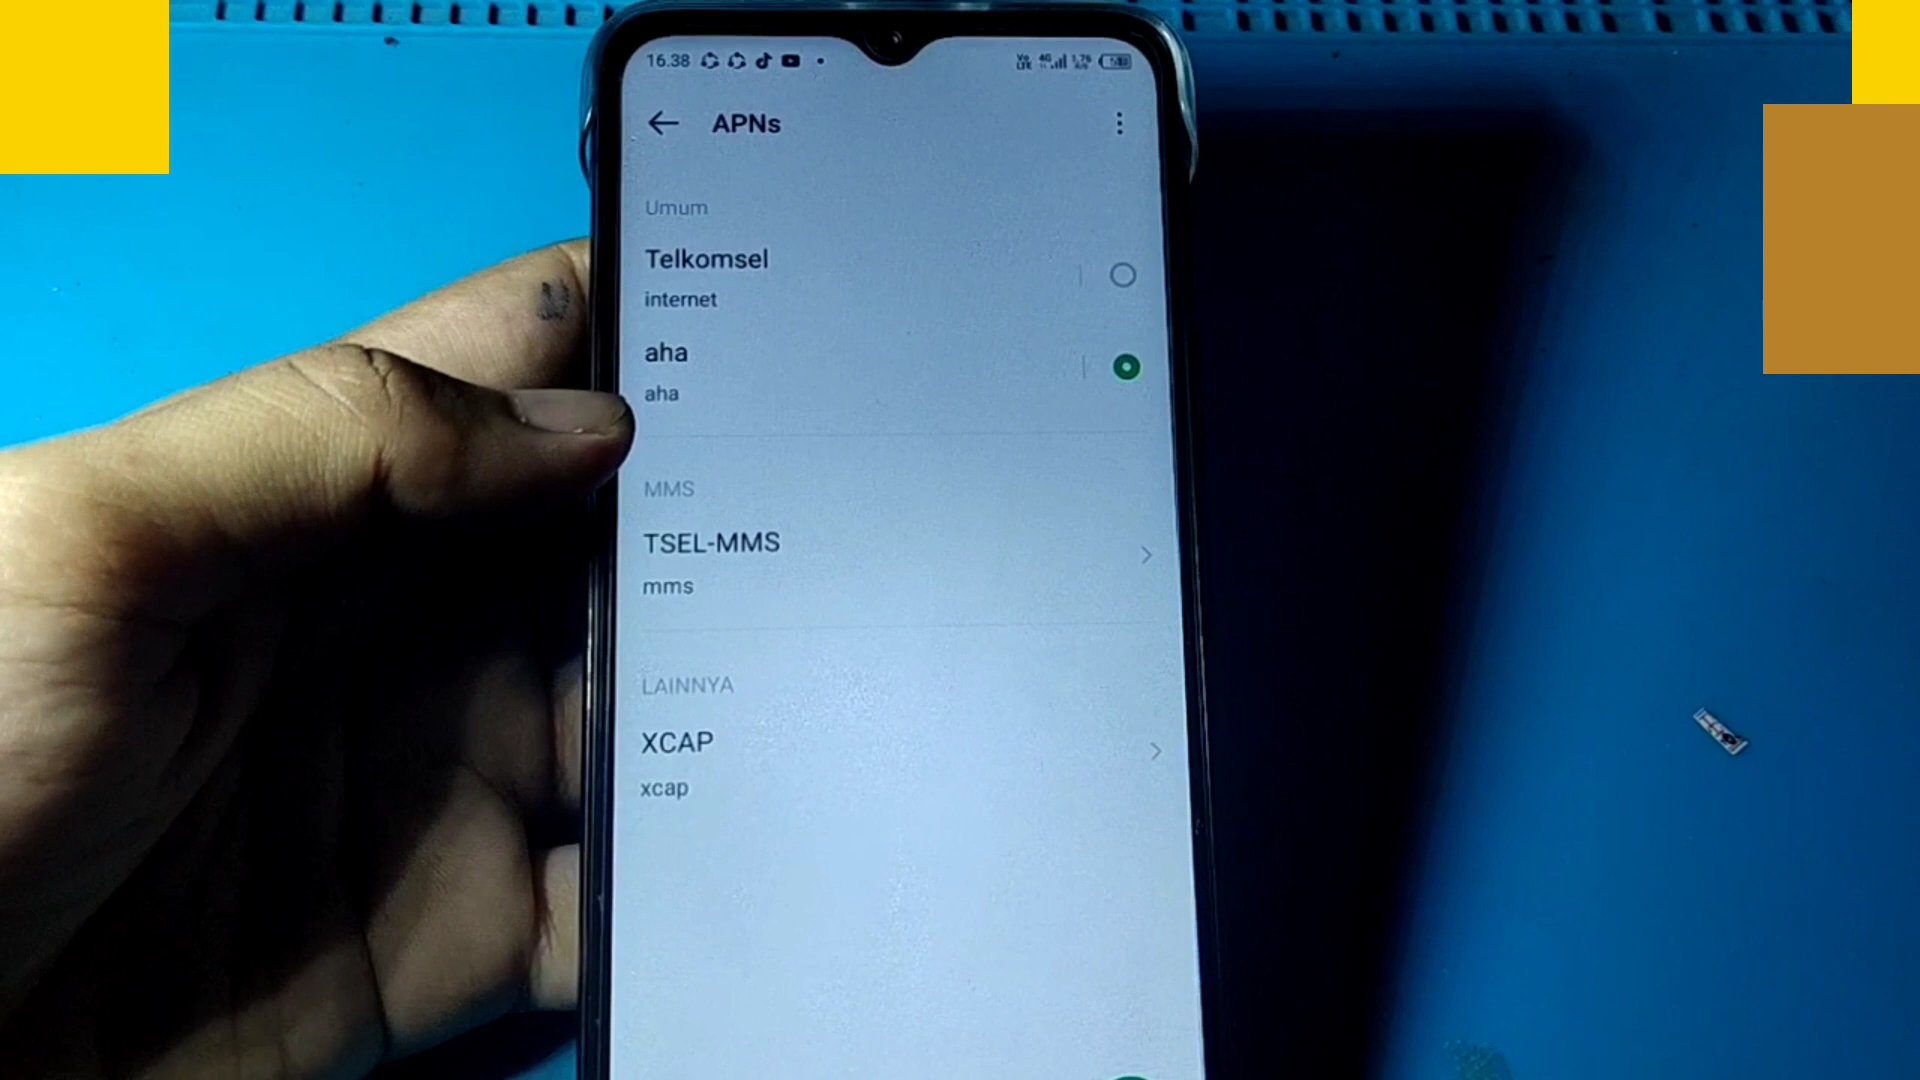 16.38
APNs
Umum
Telkomsel
internet
aha
aha
MMS
TSEL-MMS
mms
LAINNYA
XCAP
xcap